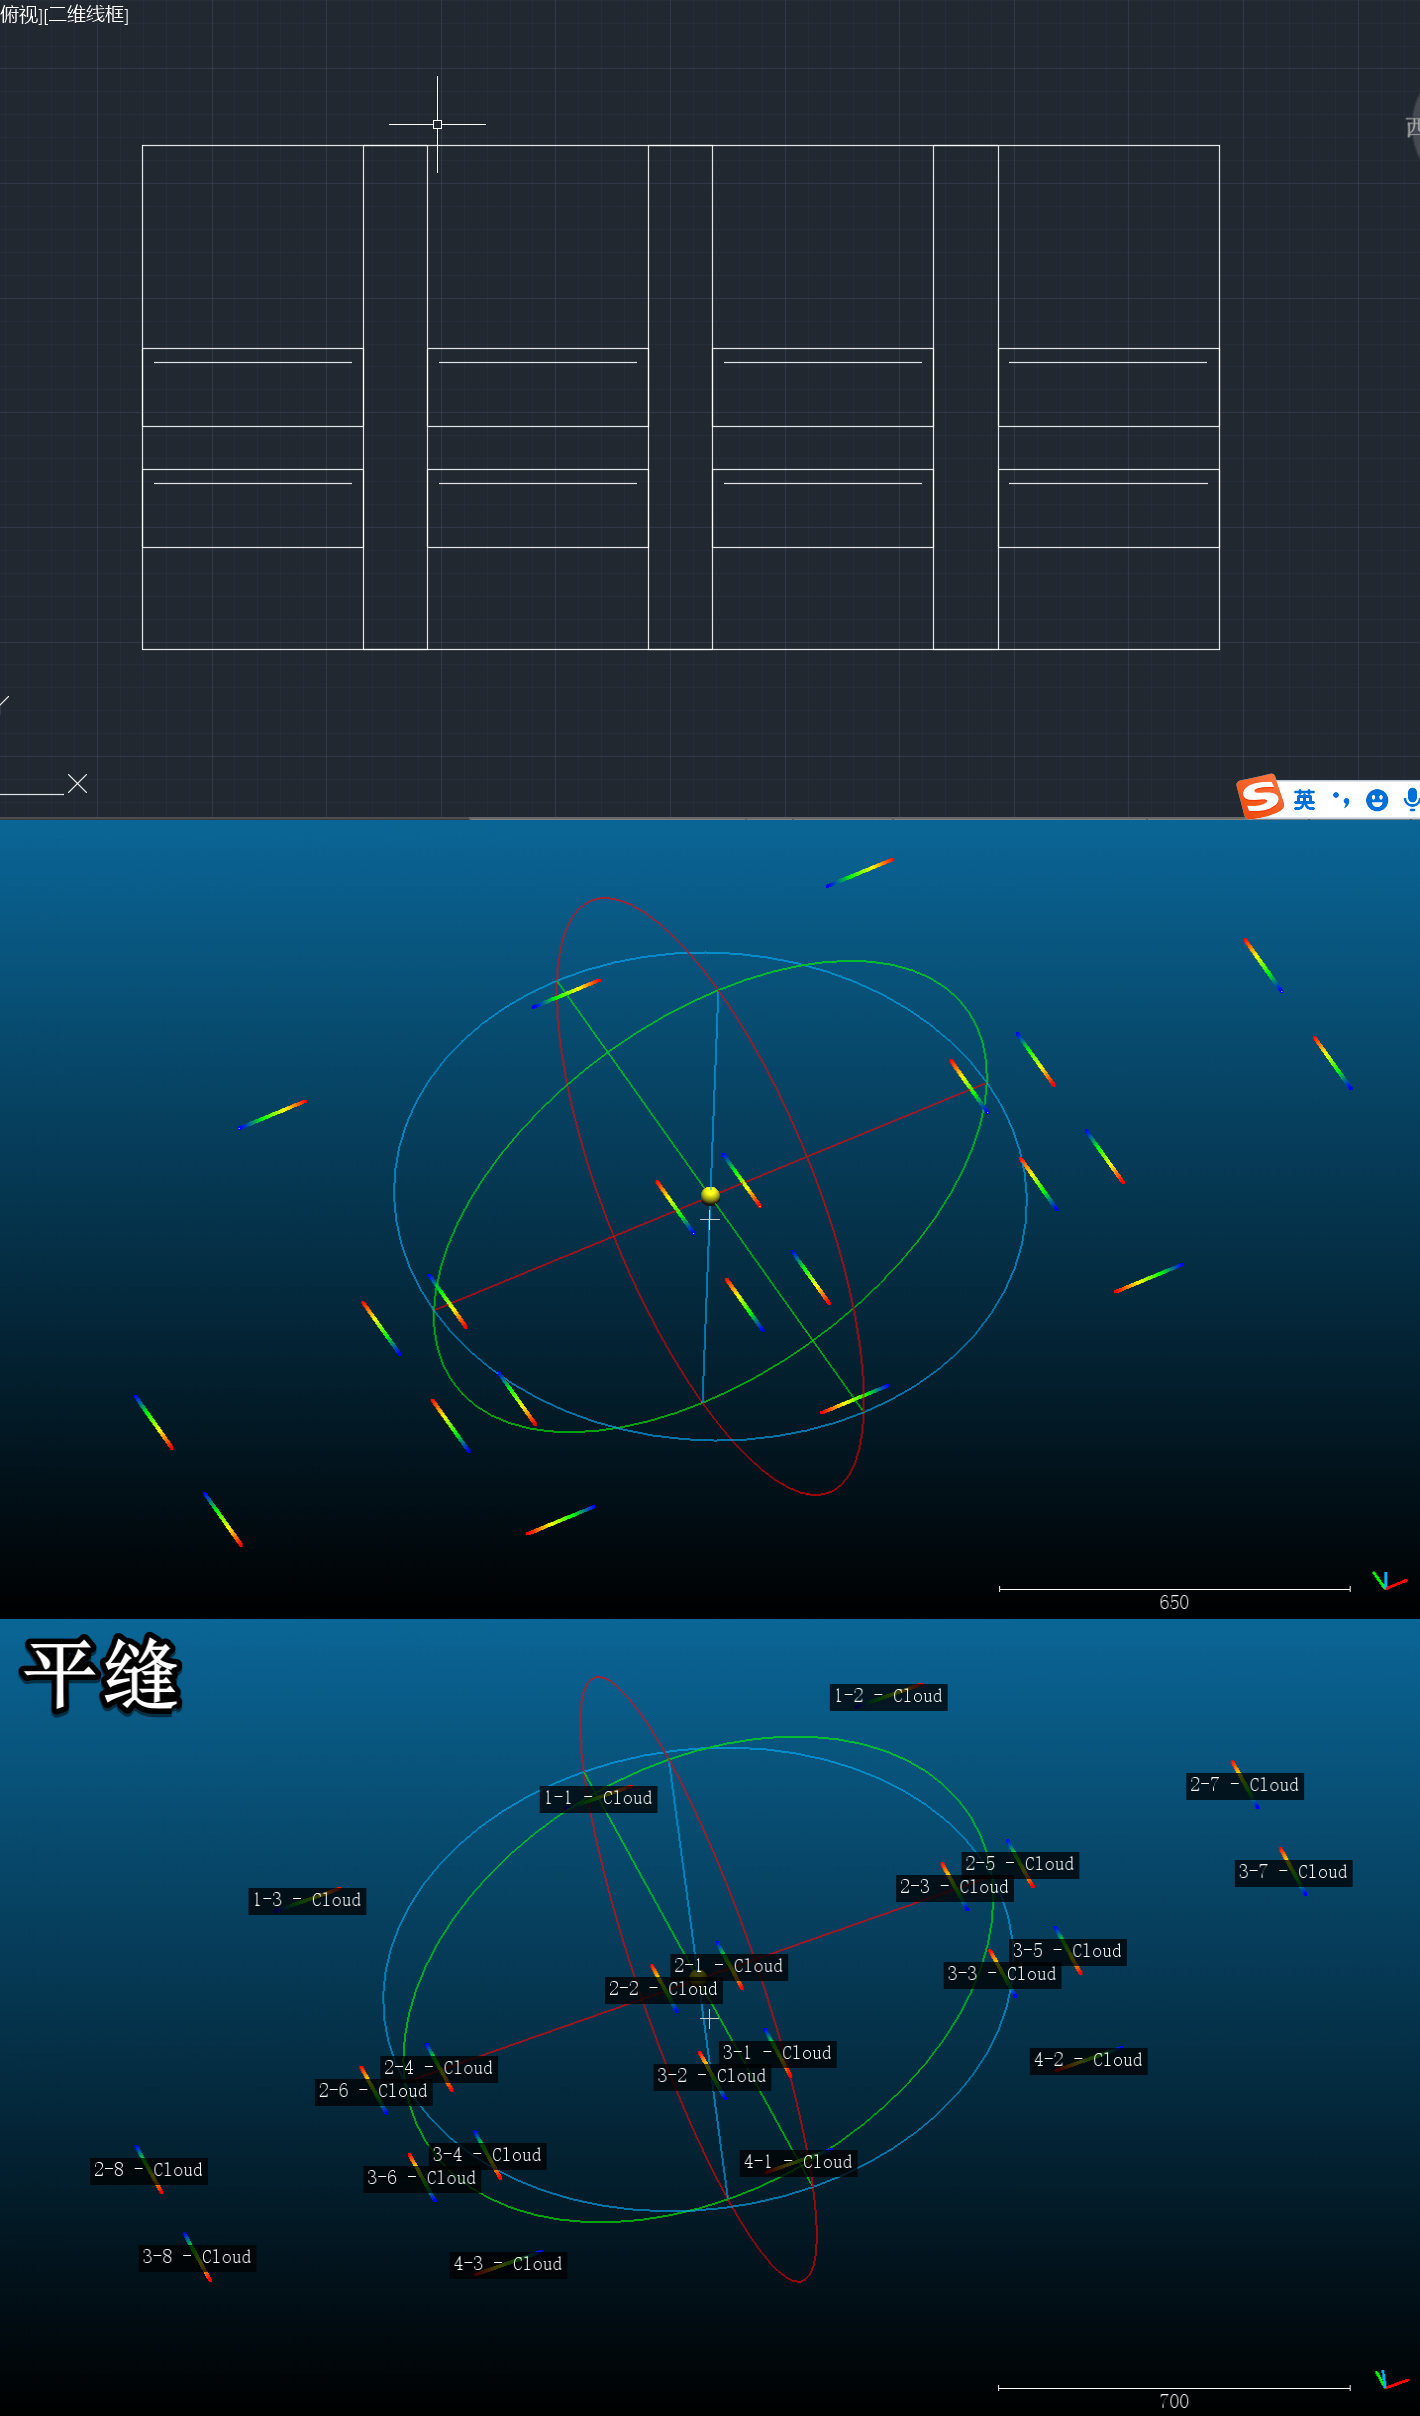 俯视][二维线框]
西
英
650
平缝
1-2 - Cloud
2-7 - Cloud
1-1 - Cloud
2-5 - Cloud
3-7 - Cloud
2-3 - Cloud
1-3 - Cloud
3-5 - Cloud
2-1 - Cloud
3-3 - Cloud
2-2 - Cloud
3-1 - Cloud
4-2 - Cloud
2-4 - Cloud
3-2 - Cloud
2-6 - Cloud
3-4 - Cloud
4-1 - Cloud
2-8 - Cloud
3-6 - Cloud
3-8 - Cloud
4-3 - Cloud
700